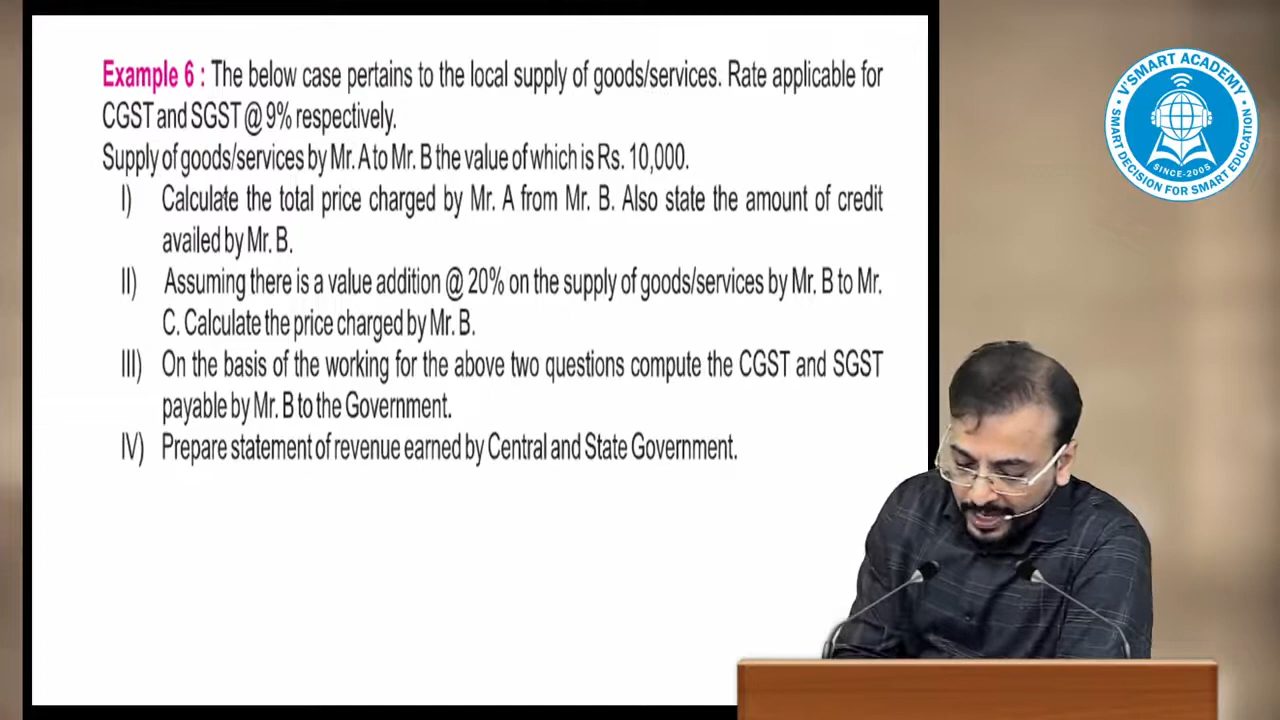 Example 6 : The below case pertains to the local supply of goods/services. Rate applicable for
CGST and SGST @ 9% respectively.
Supply of goods/services by Mr. A to Mr. B the value of which is Rs. 10,000.
I) Calculate the total price charged by Mr. A from Mr. B. Also state the amount of credit
availed by Mr. B.
II) Assuming there is a value addition @ 20% on the supply of goods/services by Mr. B to Mr.
C. Calculate the price charged by Mr. B.
III) On the basis of the working for the above two questions compute the CGST and SGST
payable by Mr. B to the Government.
IV) Prepare statement of revenue earned by Central and State Government.
V'SMART ACADEMY
SMART DECISION FOR SMART EDUCATION
SINCE-2005